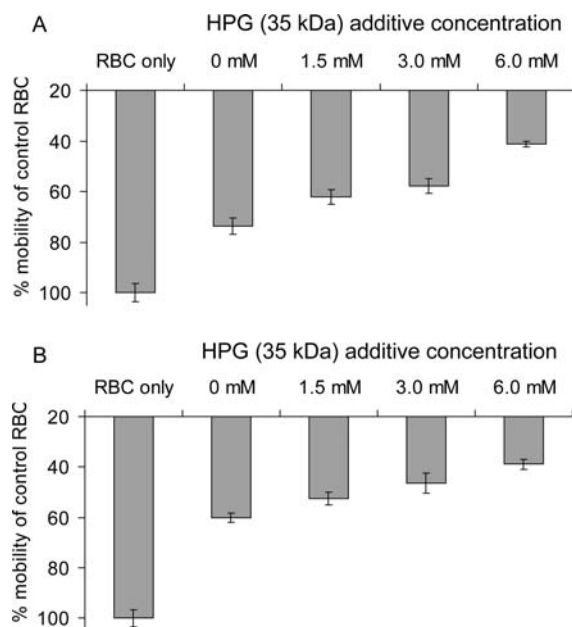 A
HPG (35 kDa) additive concentration
RBC only 0 mM 1.5 mM 3.0 mM 6.0 mM
20
40
60
80
100
% mobility of control RBC
B
HPG (35 kDa) additive concentration
RBC only 0 mM 1.5 mM 3.0 mM 6.0 mM
20
40
60
80
100
% mobility of control RBC